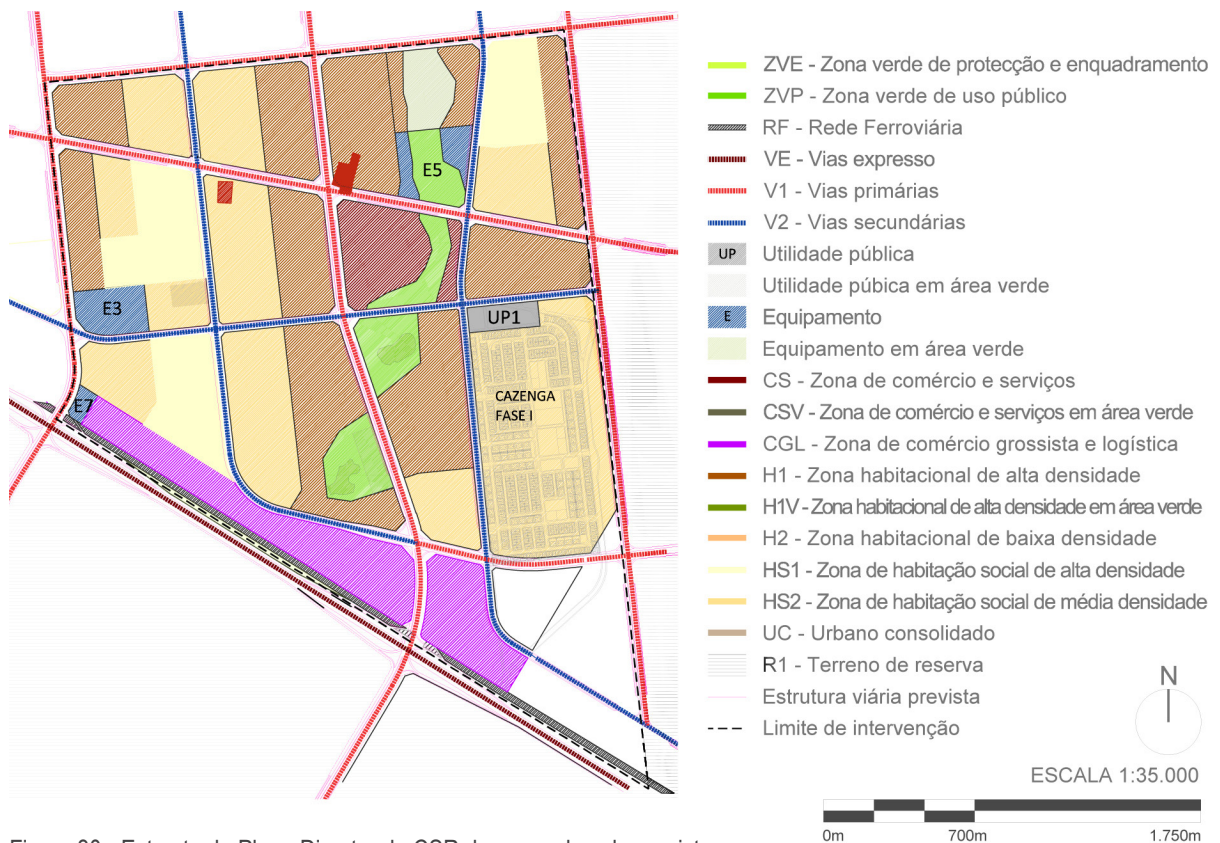 E5
E3
UP1
CAZENGA
FASE I
E7
ZVE - Zona verde de protecção e enquadramento
ZVP - Zona verde de uso público
RF - Rede Ferroviária
VE - Vias expresso
V1 - Vias primárias
V2 - Vias secundárias
UP Utilidade pública
Utilidade púbica em área verde
E Equipamento
Equipamento em área verde
CS - Zona de comércio e serviços
CSV - Zona de comércio e serviços em área verde
CGL - Zona de comércio grossista e logística
H1 - Zona habitacional de alta densidade
H1V - Zona habitacional de alta densidade em área verde
H2 - Zona habitacional de baixa densidade
HS1 - Zona de habitação social de alta densidade
HS2 - Zona de habitação social de média densidade
UC - Urbano consolidado
R1 - Terreno de reserva
Estrutura viária prevista
Limite de intervenção
N
ESCALA 1:35.000
0m 700m 1.750m